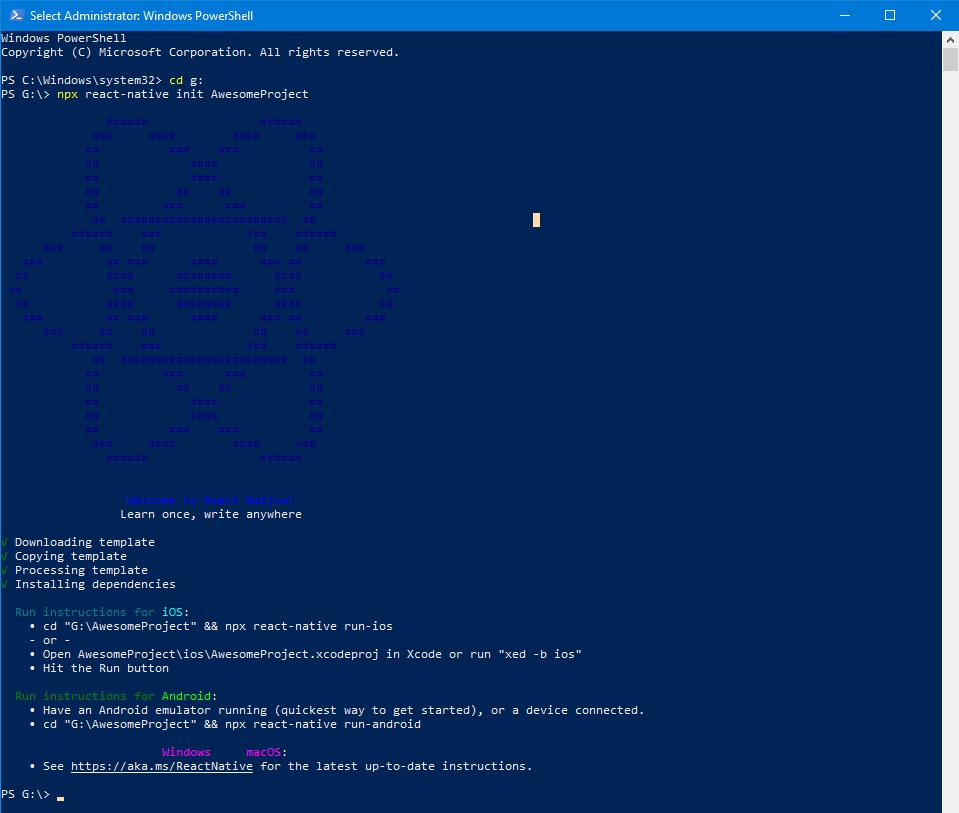 Select Administrator: Windows PowerShell
Windows PowerShell
Copyright (C) Microsoft Corporation. All rights reserved.
PS C:\Windows\system32> cd g:
PS G:\> npx react-native init AwesomeProject
               ######                ######
             ###     ####        ####     ###
            ##          ###    ###          ##
            ##             ####             ##
            ##             ####             ##
            ##           ##    ##           ##
            ##         ###      ###         ##
             ##  ########################  ##
          ######    ###            ###    ######
      ###     ##    ##              ##    ##     ###
   ###         ## ###      ####      ### ##         ###
  ##           ####      ########      ####           ##
 ##             ###     ##########     ###             ##
  ##           ####      ########      ####           ##
   ###         ## ###      ####      ### ##         ###
      ###     ##    ##              ##    ##     ###
          ######    ###            ###    ######
             ##  ########################  ##
            ##         ###      ###         ##
            ##           ##    ##           ##
            ##             ####             ##
            ##             ####             ##
            ##          ###    ###          ##
             ###     ####        ####     ###
               ######                ######
Welcome to React Native!
Learn once, write anywhere
√ Downloading template
√ Copying template
√ Processing template
√ Installing dependencies
Run instructions for iOS:
• cd "G:\AwesomeProject" && npx react-native run-ios
- or -
• Open AwesomeProject\ios\AwesomeProject.xcodeproj in Xcode or run "xed -b ios"
• Hit the Run button
Run instructions for Android:
• Have an Android emulator running (quickest way to get started), or a device connected.
• cd "G:\AwesomeProject" && npx react-native run-android
Windows macOS:
• See https://aka.ms/ReactNative for the latest up-to-date instructions.
PS G:\>